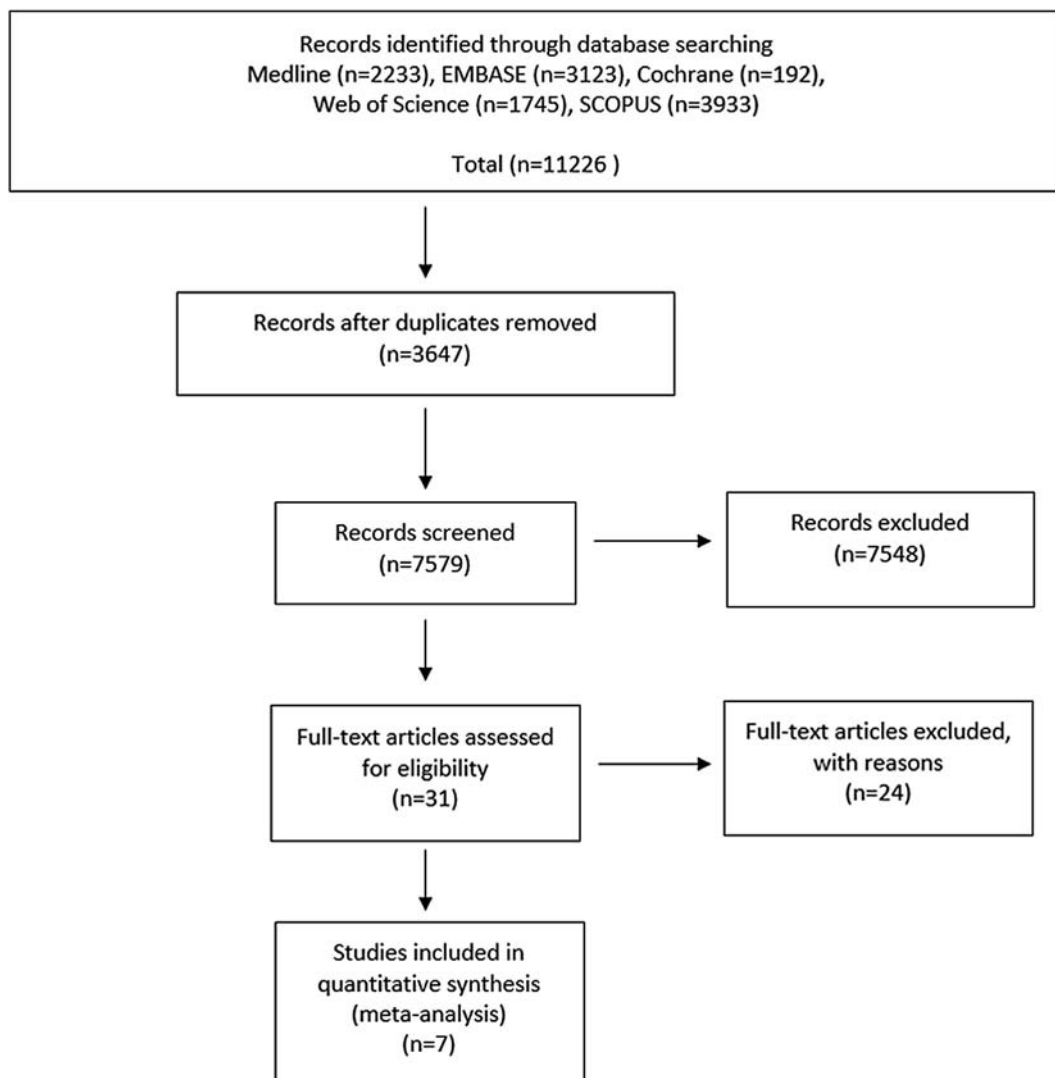 Records identified through database searching
Medline (n=2233), EMBASE (n=3123), Cochrane (n=192),
Web of Science (n=1745), SCOPUS (n=3933)
Total (n=11226 )
Records after duplicates removed
(n=3647)
Records screened
(n=7579)
Records excluded
(n=7548)
Full-text articles assessed
for eligibility
(n=31)
Full-text articles excluded,
with reasons
(n=24)
Studies included in
quantitative synthesis
(meta-analysis)
(n=7)